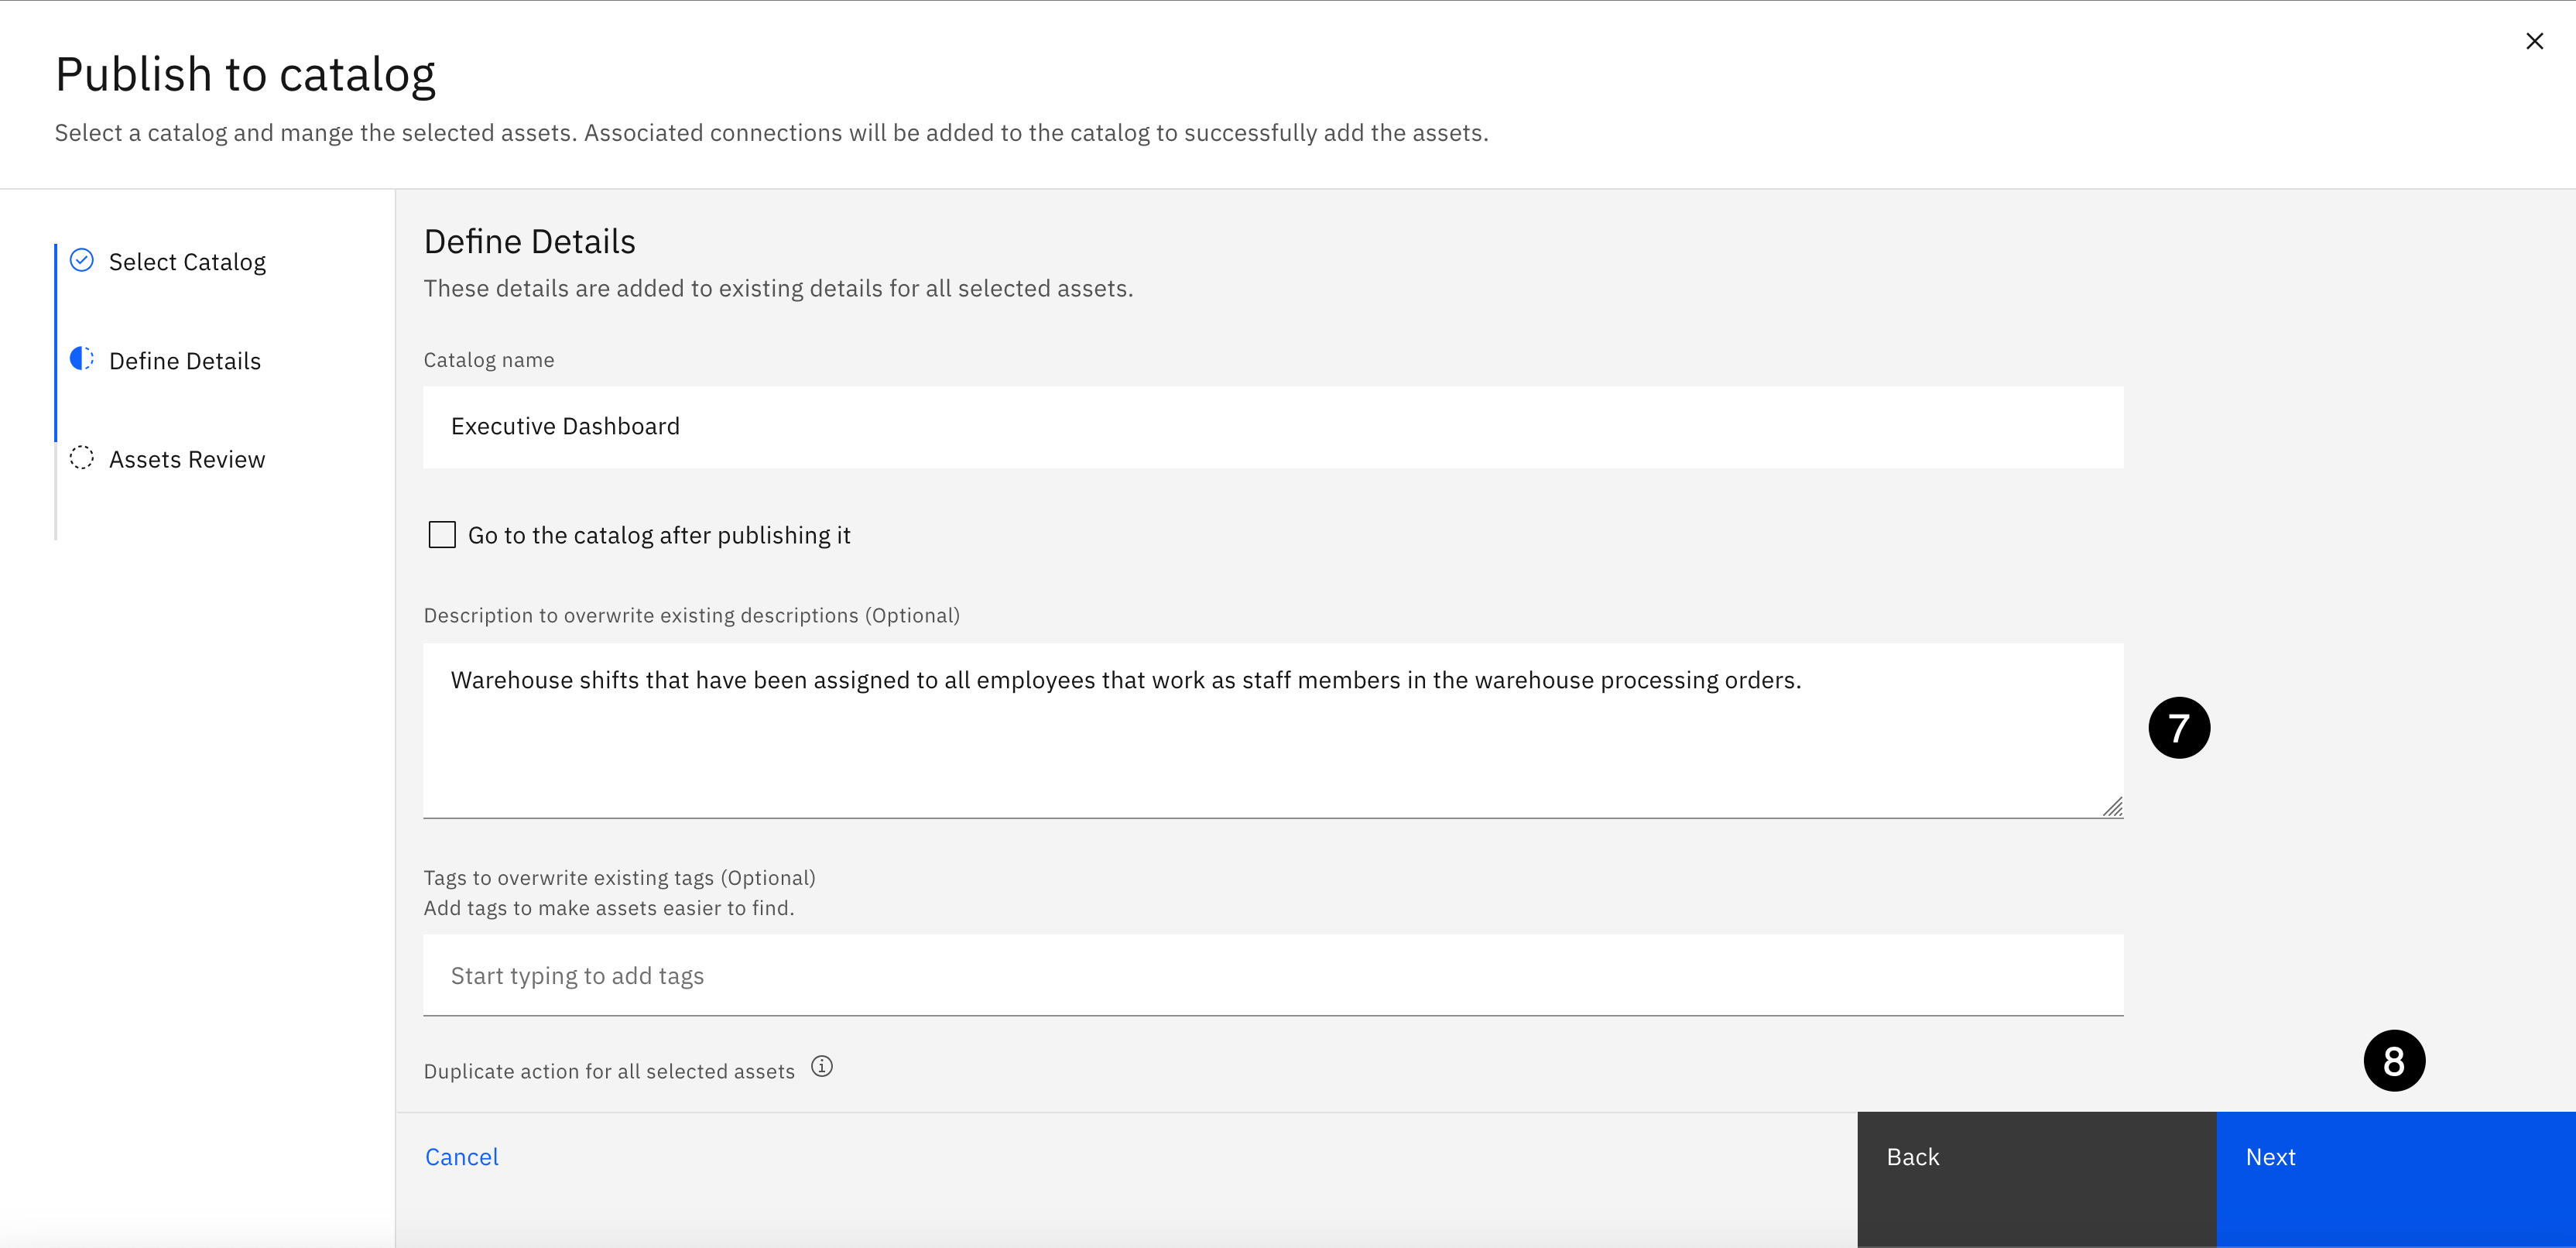 Publish to catalog
Select a catalog and mange the selected assets. Associated connections will be added to the catalog to successfully add the assets.
Select Catalog
Define Details
Assets Review
Define Details
These details are added to existing details for all selected assets.
Catalog name
Executive Dashboard
Go to the catalog after publishing it
Description to overwrite existing descriptions (Optional)
Warehouse shifts that have been assigned to all employees that work as staff members in the warehouse processing orders.
7
Tags to overwrite existing tags (Optional)
Add tags to make assets easier to find.
Start typing to add tags
Duplicate action for all selected assets
8
Cancel
Back
Next